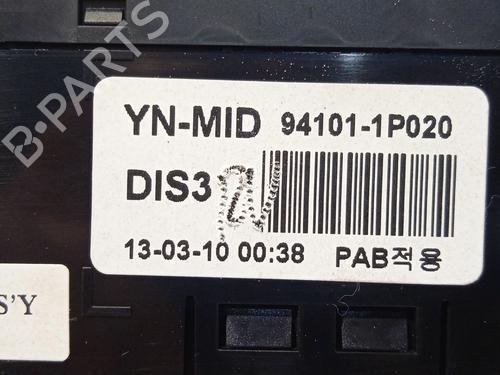 B-PARTS
YN-MID 94101-1P020
DIS3
13-03-10 00:38 PAB적용
S'Y